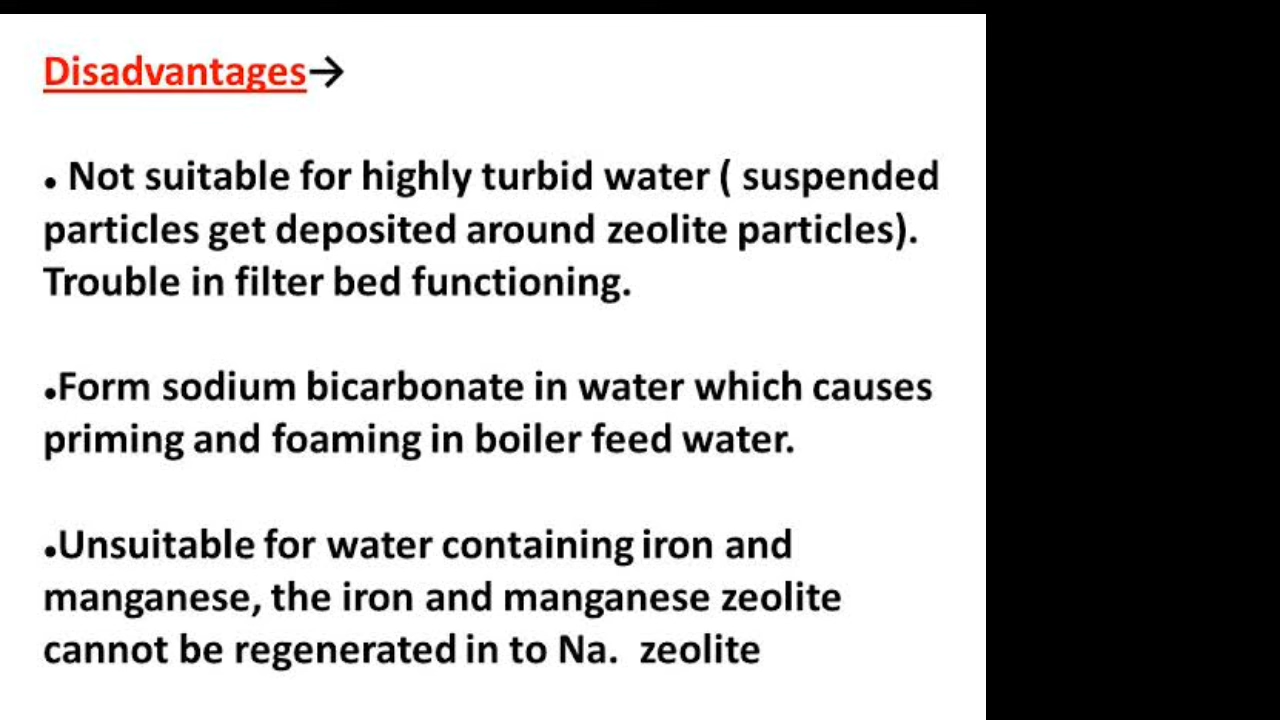 Disadvantages→
• Not suitable for highly turbid water ( suspended
particles get deposited around zeolite particles).
Trouble in filter bed functioning.
•Form sodium bicarbonate in water which causes
priming and foaming in boiler feed water.
•Unsuitable for water containing iron and
manganese, the iron and manganese zeolite
cannot be regenerated in to Na.  zeolite